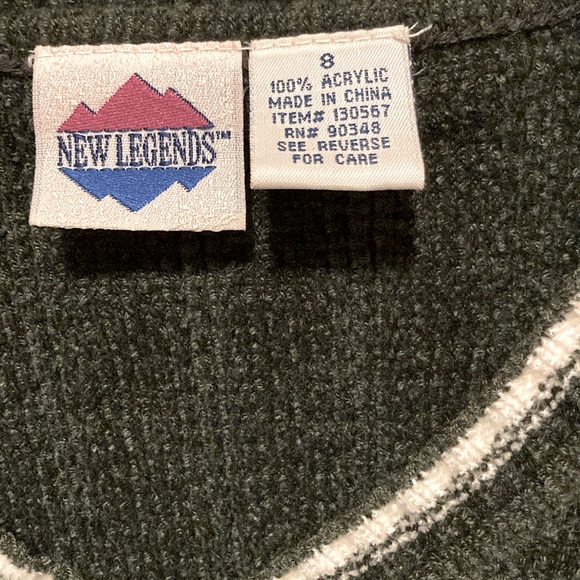 NEW LEGENDS™
8
100% ACRYLIC
MADE IN CHINA
ITEM# 130567
RN# 90348
SEE REVERSE
FOR CARE